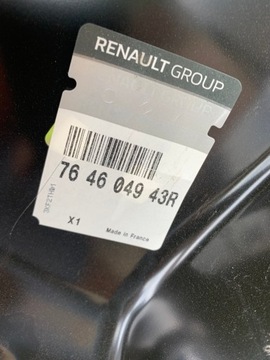 RENAULT GROUP
76 46 049 43R
X1
Made in France